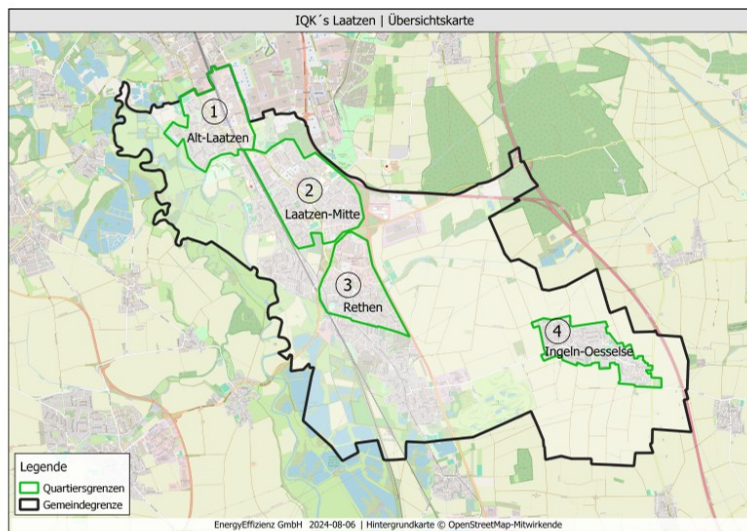 IQK´s Laatzen | Übersichtskarte
1
Alt-Laatzen
2
Laatzen-Mitte
3
Rethen
4
Ingeln-Oesselse
Legende
Quartiersgrenzen
Gemeindegrenze
EnergyEffizienz GmbH 2024-08-06 | Hintergrundkarte © OpenStreetMap-Mitwirkende